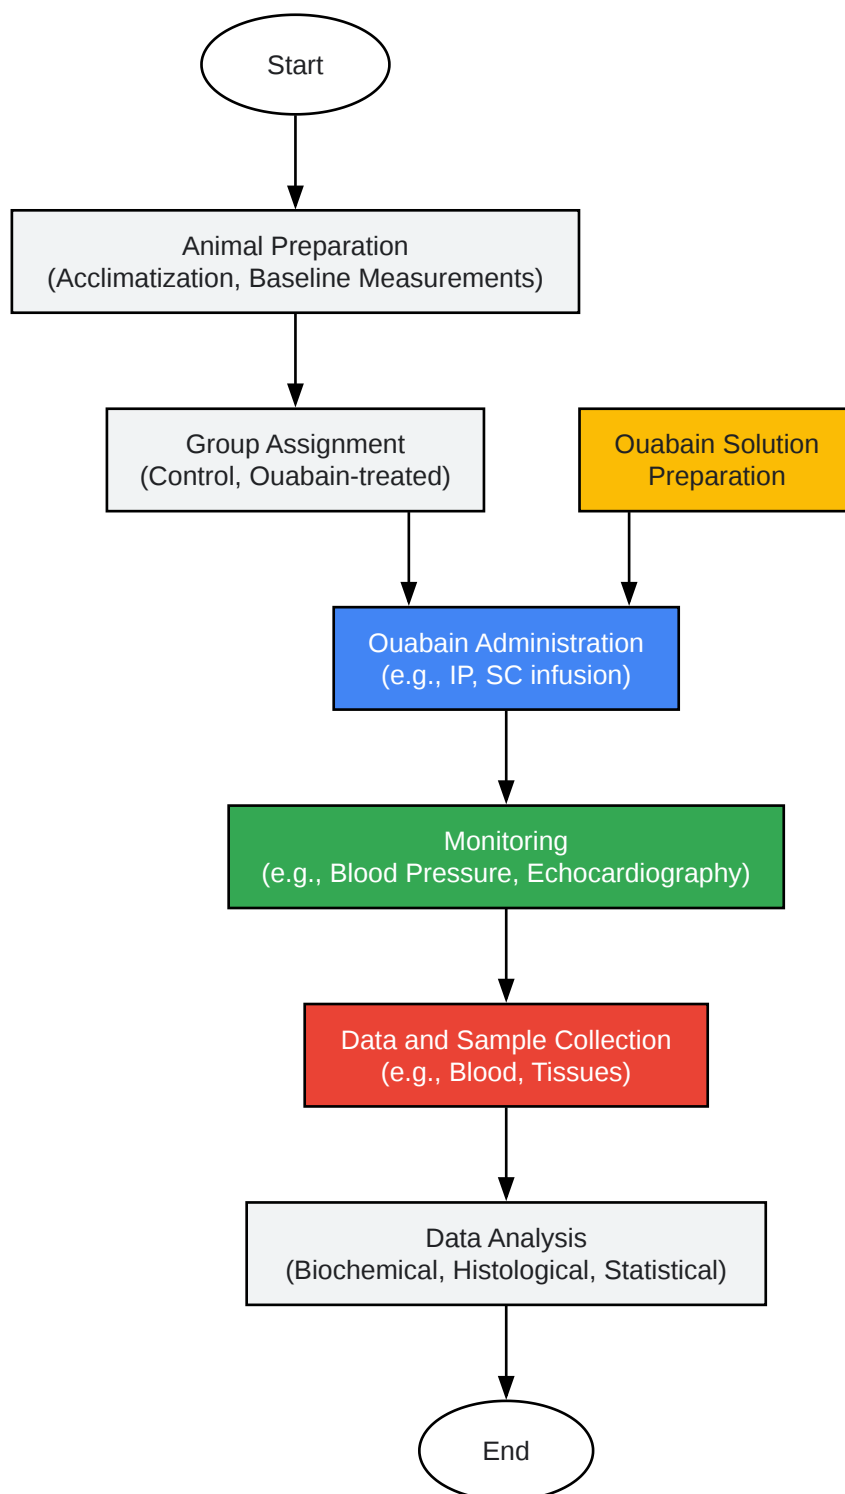 Start
Animal Preparation
(Acclimatization, Baseline Measurements)
Group Assignment
(Control, Ouabain-treated)
Ouabain Solution
Preparation
Ouabain Administration
(e.g., IP, SC infusion)
Monitoring
(e.g., Blood Pressure, Echocardiography)
Data and Sample Collection
(e.g., Blood, Tissues)
Data Analysis
(Biochemical, Histological, Statistical)
End